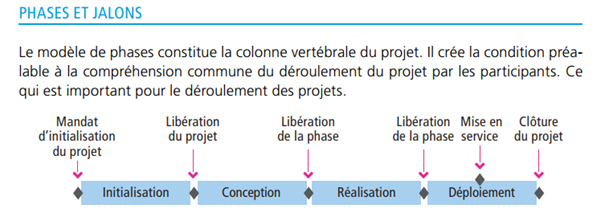 PHASES ET JALONS
Le modèle de phases constitue la colonne vertébrale du projet. Il crée la condition préa-
lable à la compréhension commune du déroulement du projet par les participants. Ce
qui est important pour le déroulement des projets.
Mandat
d'initialisation
du projet
Libération
du projet
Libération
de la phase
Libération
de la phase
Mise en
service
Clôture
du projet
Initialisation
Conception
Réalisation
Déploiement